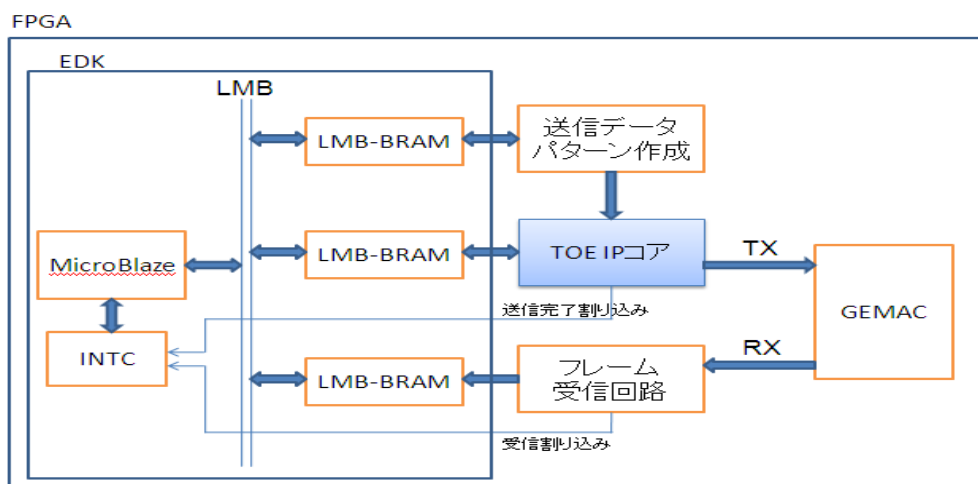 FPGA
EDK
LMB
LMB-BRAM
送信データ
パターン作成
LMB-BRAM
TOE IPコア
TX
MicroBlaze
GEMAC
送信完了割り込み
INTC
RX
LMB-BRAM
フレーム
受信回路
受信割り込み